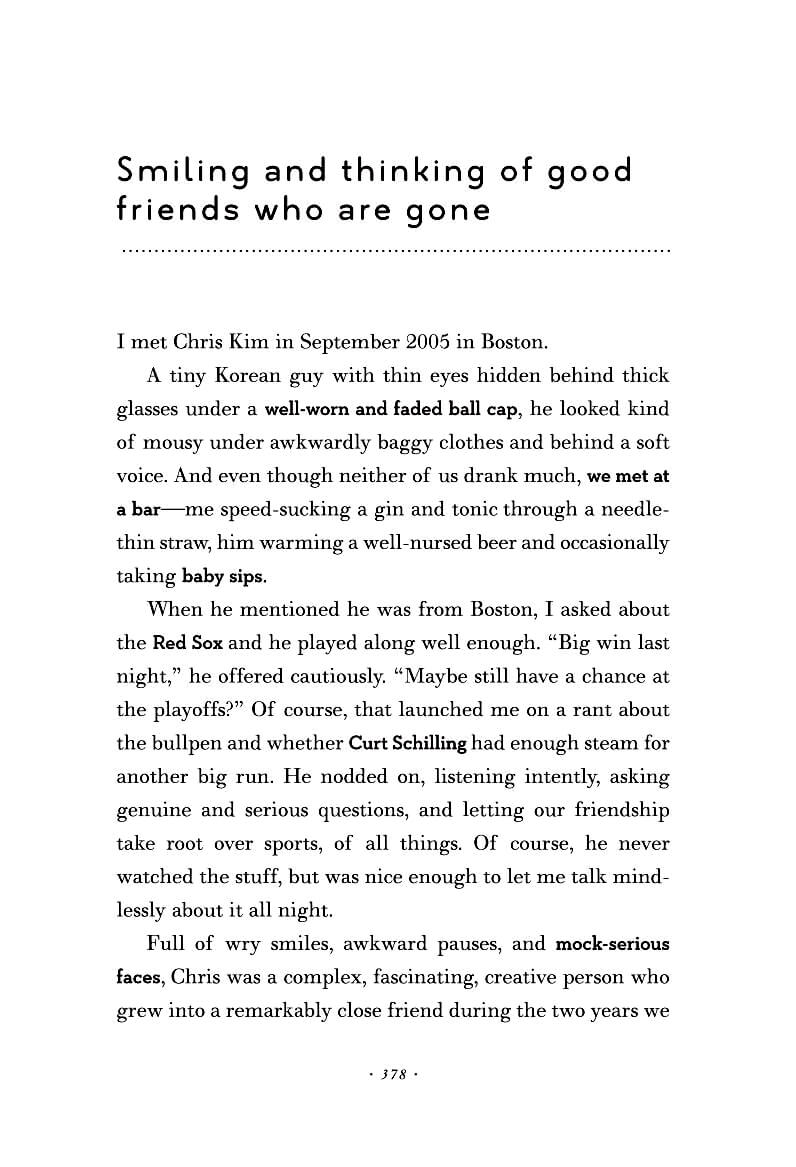 Smiling and thinking of good
friends who are gone
I met Chris Kim in September 2005 in Boston.
A tiny Korean guy with thin eyes hidden behind thick
glasses under a well-worn and faded ball cap, he looked kind
of mousy under awkwardly baggy clothes and behind a soft
voice. And even though neither of us drank much, we met at
a bar—me speed-sucking a gin and tonic through a needle-
thin straw, him warming a well-nursed beer and occasionally
taking baby sips.
When he mentioned he was from Boston, I asked about
the Red Sox and he played along well enough. “Big win last
night,” he offered cautiously. “Maybe still have a chance at
the playoffs?” Of course, that launched me on a rant about
the bullpen and whether Curt Schilling had enough steam for
another big run. He nodded on, listening intently, asking
genuine and serious questions, and letting our friendship
take root over sports, of all things. Of course, he never
watched the stuff, but was nice enough to let me talk mind-
lessly about it all night.
Full of wry smiles, awkward pauses, and mock-serious
faces, Chris was a complex, fascinating, creative person who
grew into a remarkably close friend during the two years we
· 378 ·